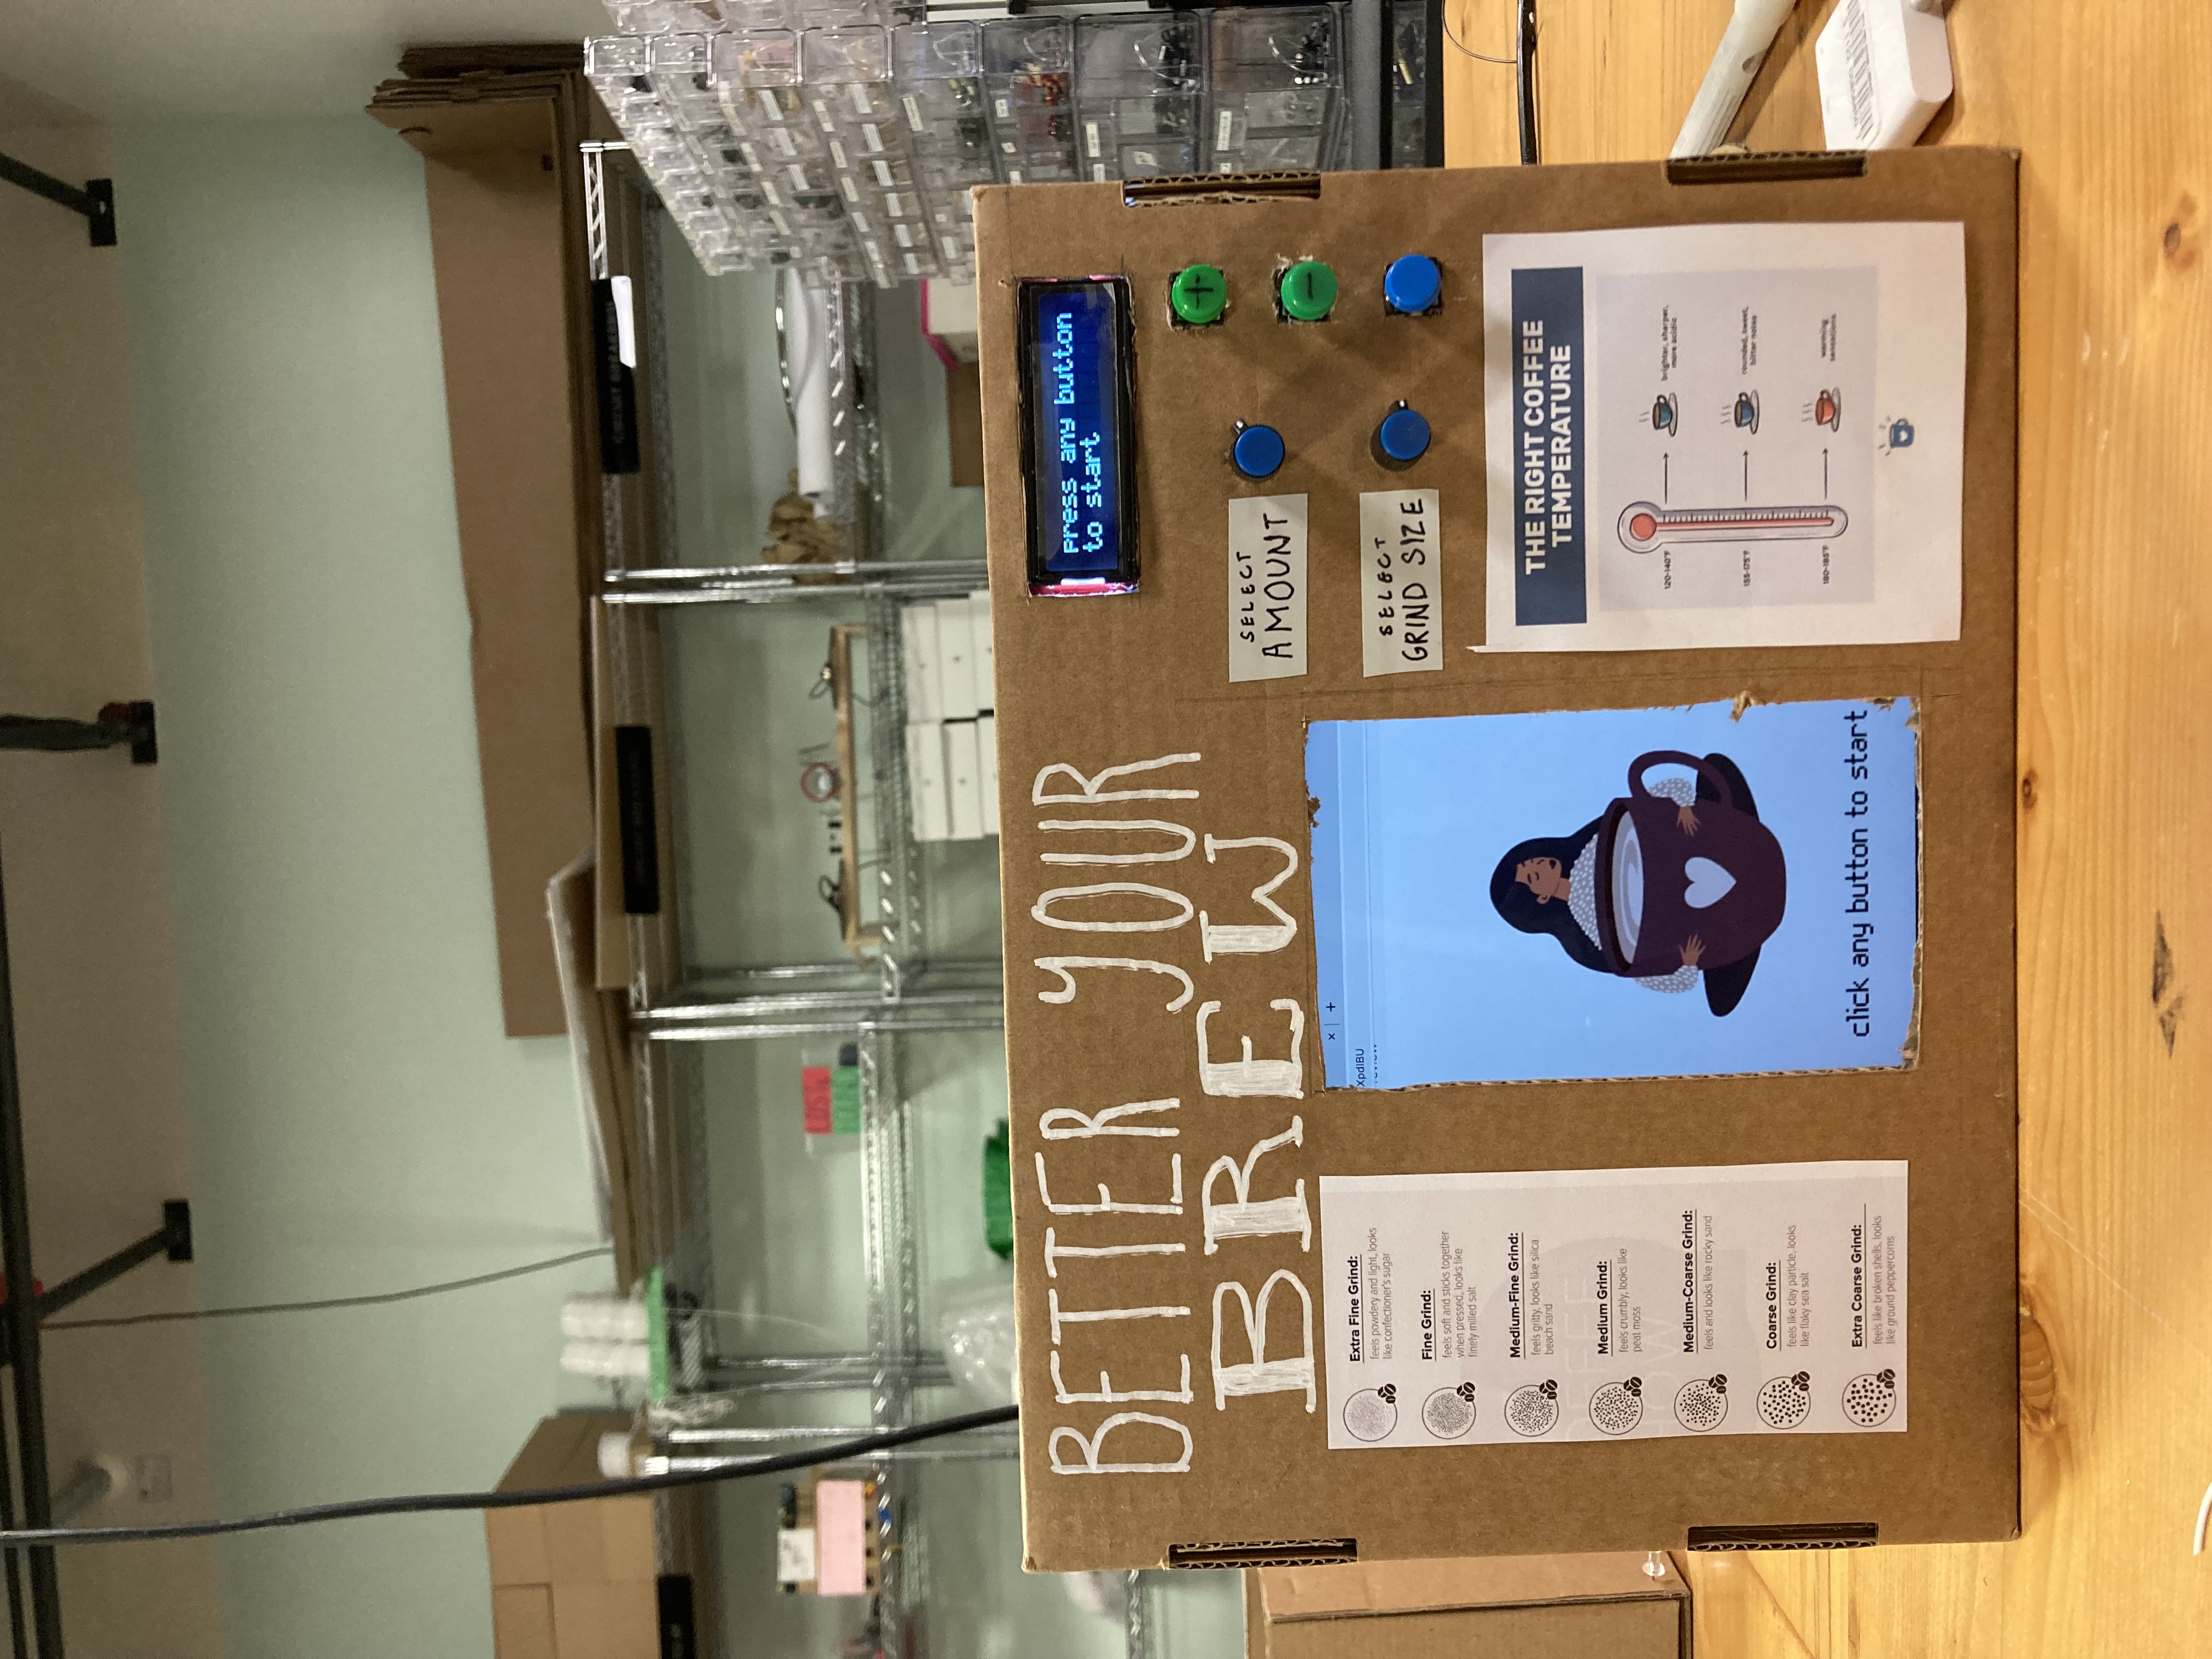 LOST &
CIRCUIT BREAKERS
BETTER YOUR
BREW
press any button
to start
+
-
SELECT
AMOUNT
SELECT
GRIND SIZE
Extra Fine Grind:
feels powdery and light, looks
like confectioner's sugar
Fine Grind:
feels soft and sticks together
when pressed, looks like
finely milled salt
Medium-Fine Grind:
feels gritty, looks like silica
beach sand
Medium Grind:
feels crumbly, looks like
peat moss
Medium-Coarse Grind:
feels and looks like rocky sand
Coarse Grind:
feels like clay particle, looks
like flaky sea salt
Extra Coarse Grind:
feels like broken shells, looks
like ground peppercorns
× | +
XpdIBU
click any button to start
THE RIGHT COFFEE
TEMPERATURE
120-140°F
brighter, sharper,
more acidic
155-175°F
rounded, sweet,
bitter notes
180-185°F
warming
sensations